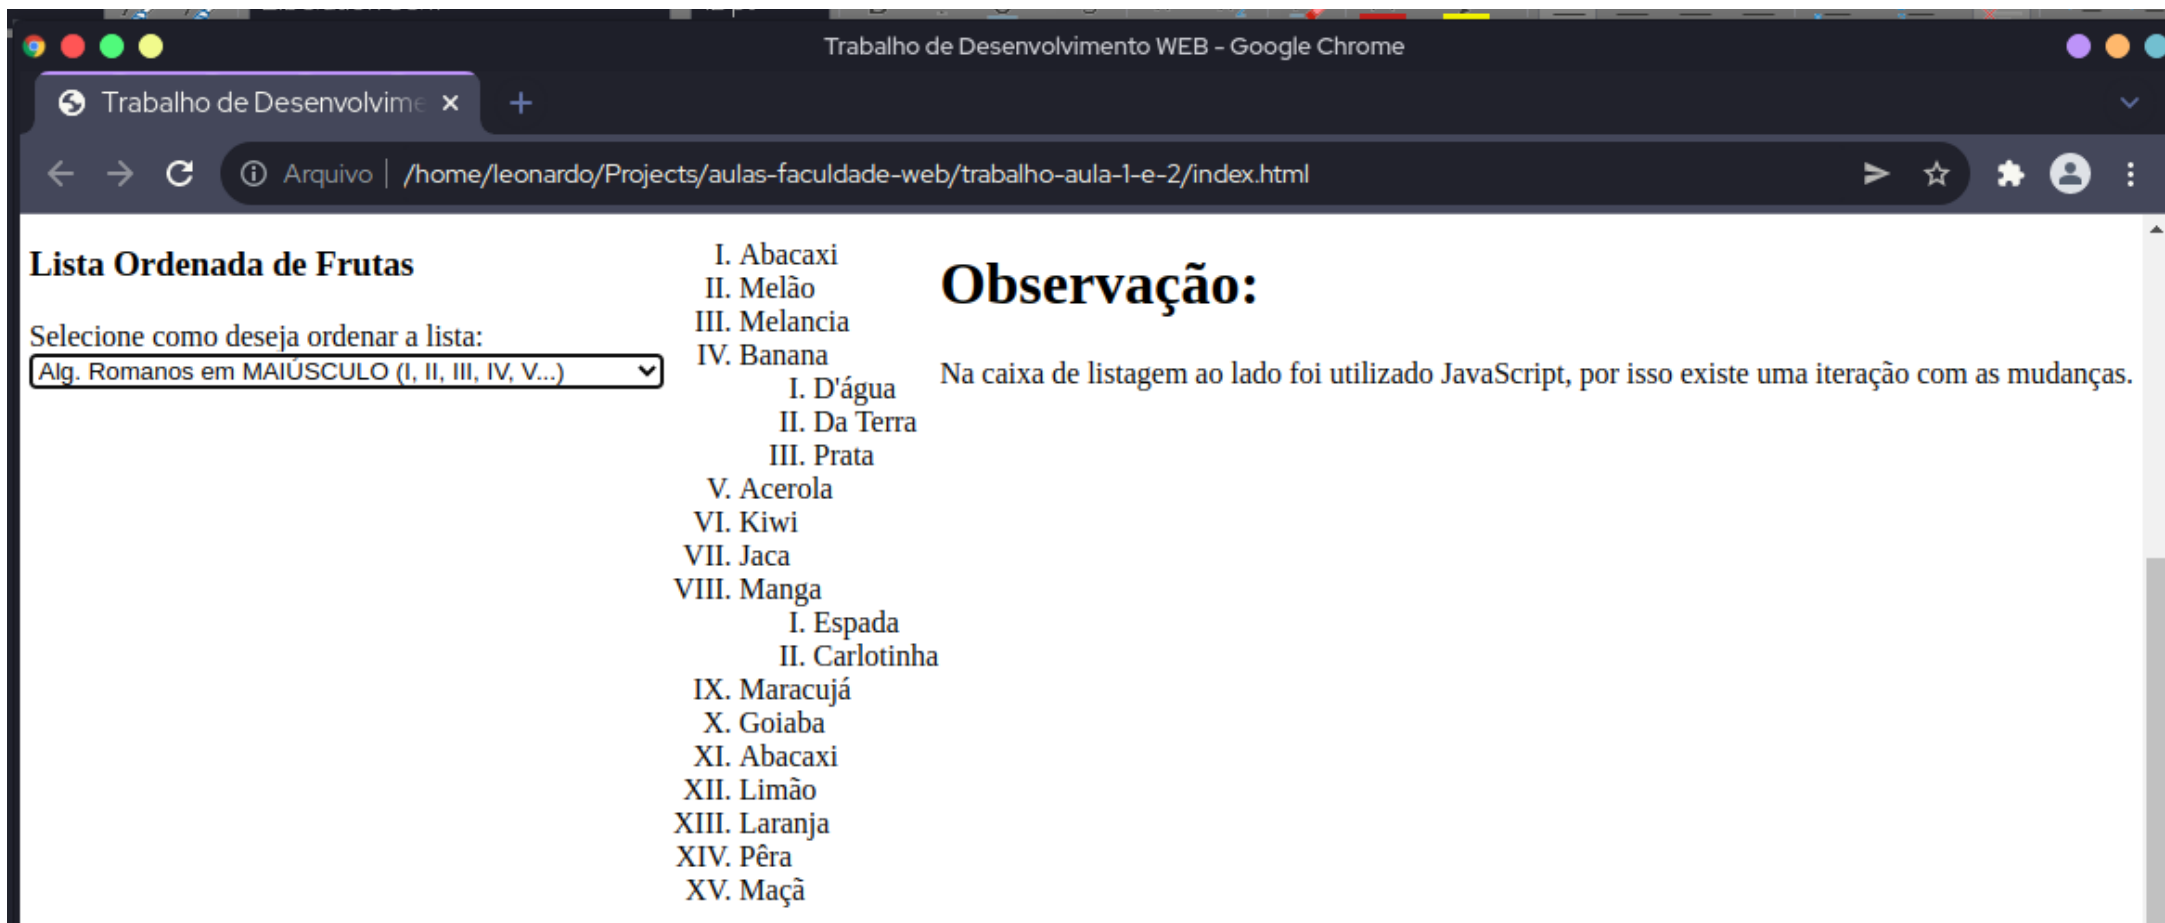 Trabalho de Desenvolvimento WEB - Google Chrome
Trabalho de Desenvolvime
Arquivo /home/leonardo/Projects/aulas-faculdade-web/trabalho-aula-1-e-2/index.html
Lista Ordenada de Frutas
Selecione como deseja ordenar a lista:
Alg. Romanos em MAIÚSCULO (I, II, III, IV, V...)
I. Abacaxi
II. Melão
III. Melancia
IV. Banana
I. D'água
II. Da Terra
III. Prata
V. Acerola
VI. Kiwi
VII. Jaca
VIII. Manga
I. Espada
II. Carlotinha
IX. Maracujá
X. Goiaba
XI. Abacaxi
XII. Limão
XIII. Laranja
XIV. Pêra
XV. Maçã
Observação:
Na caixa de listagem ao lado foi utilizado JavaScript, por isso existe uma iteração com as mudanças.